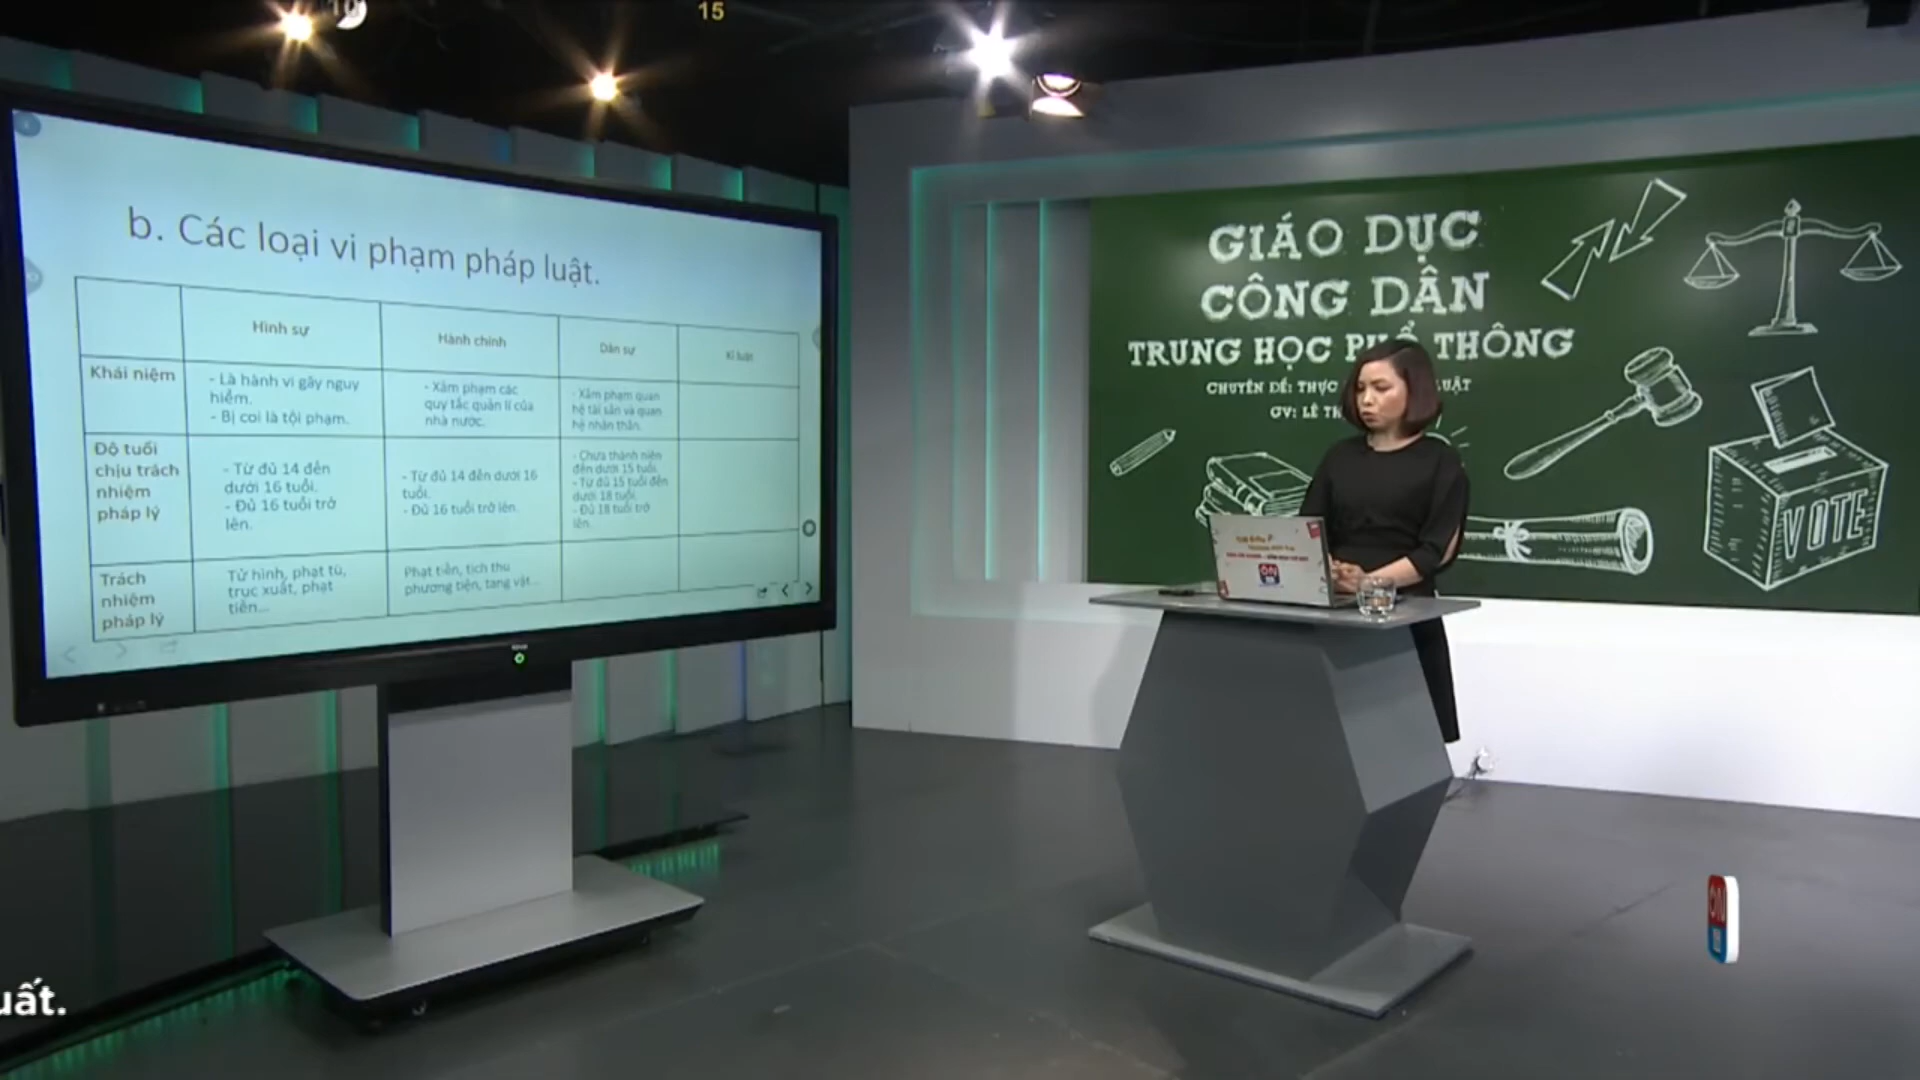 10
15
b. Các loại vi phạm pháp luật.
Hình sự
Hành chính
Dân sự
Kỉ luật
Khái niệm
- Là hành vi gây nguy
hiểm.
- Bị coi là tội phạm.
- Xâm phạm các
quy tắc quản lí của
nhà nước.
- Xâm phạm quan
hệ tài sản và quan
hệ nhân thân.
Độ tuổi
chịu trách
nhiệm
pháp lý
- Từ đủ 14 đến
dưới 16 tuổi.
- Đủ 16 tuổi trở
lên.
- Từ đủ 14 đến dưới 16
tuổi.
- Đủ 16 tuổi trở lên.
- Chưa thành niên
đến dưới 15 tuổi.
- Từ đủ 15 tuổi đến
dưới 18 tuổi.
- Đủ 18 tuổi trở
lên.
Trách
nhiệm
pháp lý
Tử hình, phạt tù,
trục xuất, phạt
tiền...
Phạt tiền, tịch thu
phương tiện, tang vật...
GIÁO DỤC
CÔNG DÂN
TRUNG HỌC PHỔ THÔNG
CHUYÊN ĐỀ: THỰC LUẬT
GV: LÊ
VOTE
ÔN
ÔN
uất.